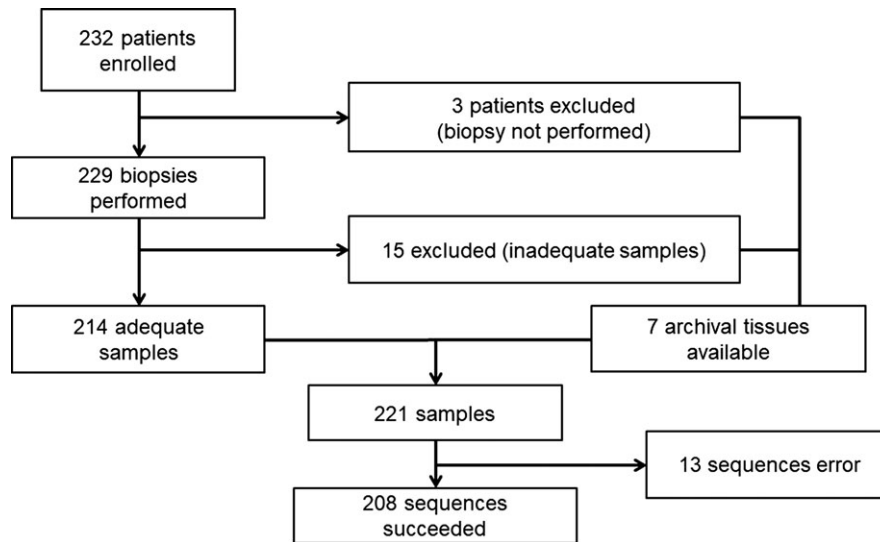 232 patients
enrolled
3 patients excluded
(biopsy not performed)
229 biopsies
performed
15 excluded (inadequate samples)
214 adequate
samples
7 archival tissues
available
221 samples
13 sequences error
208 sequences
succeeded